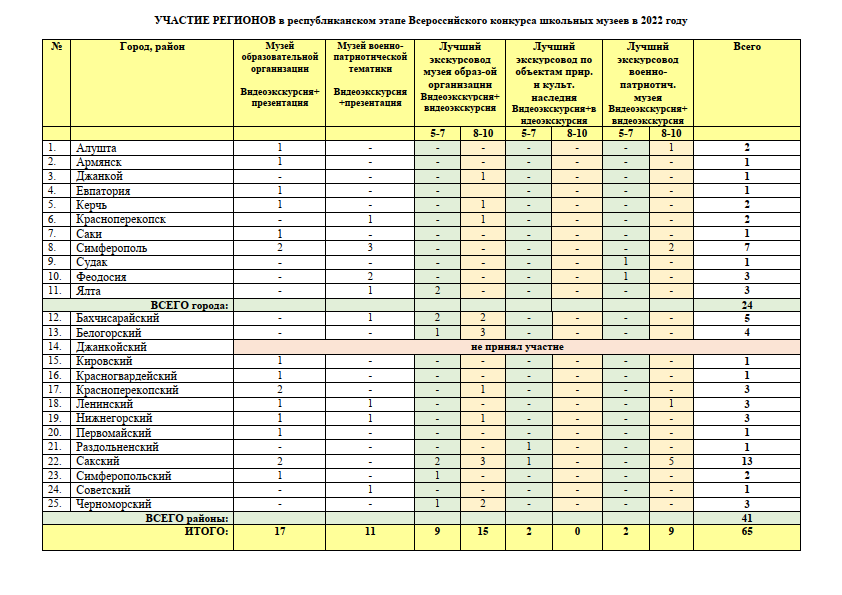 УЧАСТИЕ РЕГИОНОВ в республиканском этапе Всероссийского конкурса школьных музеев в 2022 году
№ Город, район Музей образовательной организации Видеоэкскурсия+ презентация Музей военно-патриотической тематики Видеоэкскурсия +презентация Лучший экскурсовод музея образ-ой организации Видеоэкскурсия+ видеоэкскурсия Лучший экскурсовод по объектам прир. и культ. наследия Видеоэкскурсия+видеоэкскурсия Лучший экскурсовод военно-патриотич. музея Видеоэкскурсия+ видеоэкскурсия Всего
5-7 8-10 5-7 8-10 5-7 8-10
1. Алушта 1 - - - - - - 1 2
2. Армянск 1 - - - - - - - 1
3. Джанкой - - - 1 - - - - 1
4. Евпатория 1 - - - - - - - 1
5. Керчь 1 - - 1 - - - - 2
6. Красноперекопск - 1 - 1 - - - - 2
7. Саки 1 - - - - - - - 1
8. Симферополь 2 3 - - - - - 2 7
9. Судак - - - - - - 1 - 1
10. Феодосия - 2 - - - - 1 - 3
11. Ялта - 1 2 - - - - - 3
ВСЕГО города: 24
12. Бахчисарайский - 1 2 2 - - - - 5
13. Белогорский - - 1 3 - - - - 4
14. Джанкойский не принял участие
15. Кировский 1 - - - - - - - 1
16. Красногвардейский 1 - - - - - - - 1
17. Красноперекопский 2 - - 1 - - - - 3
18. Ленинский 1 1 - - - - - 1 3
19. Нижнегорский 1 1 - 1 - - - - 3
20. Первомайский 1 - - - - - - - 1
21. Раздольненский - - - - 1 - - - 1
22. Сакский 2 - 2 3 1 - - 5 13
23. Симферопольский 1 - 1 - - - - - 2
24. Советский - 1 - - - - - - 1
25. Черноморский - - 1 2 - - - - 3
ВСЕГО районы: 41
ИТОГО: 17 11 9 15 2 0 2 9 65